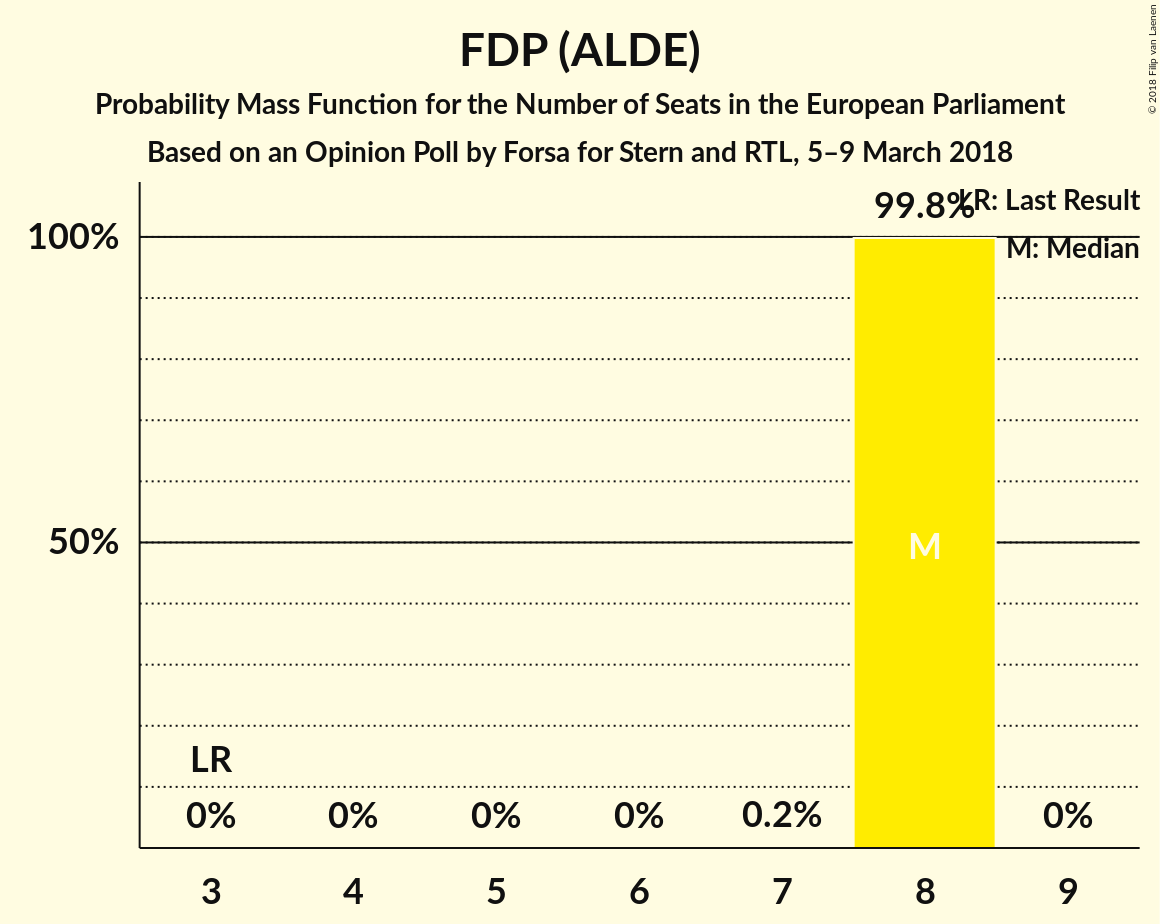 FDP (ALDE)
Probability Mass Function for the Number of Seats in the European Parliament
Based on an Opinion Poll by Forsa for Stern and RTL, 5–9 March 2018
© 2018 Filip van Laenen
99.8%
LR: Last Result
M: Median
100%
50%
M
LR
0% 0% 0% 0% 0.2% 0%
3 4 5 6 7 8 9